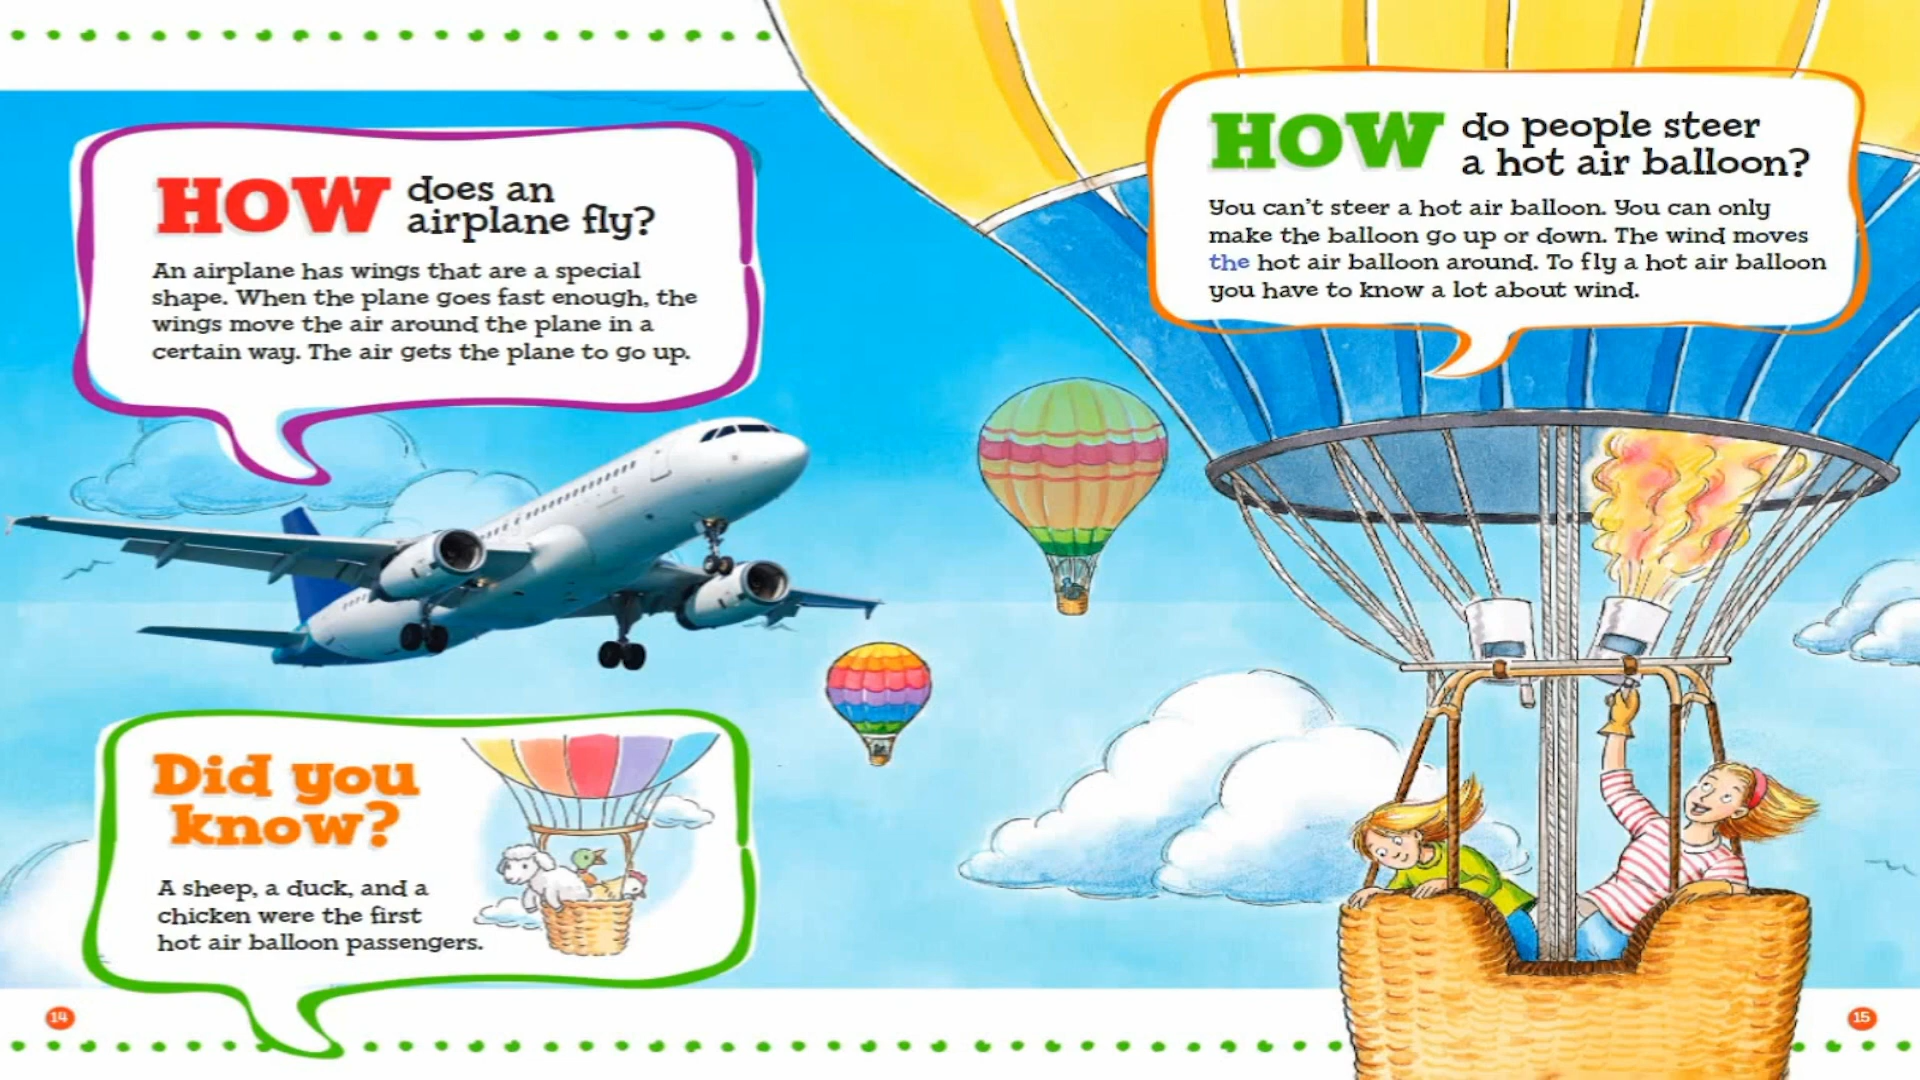 HOW does an
airplane fly?
An airplane has wings that are a special
shape. When the plane goes fast enough, the
wings move the air around the plane in a
certain way. The air gets the plane to go up.
Did you
know?
A sheep, a duck, and a
chicken were the first
hot air balloon passengers.
14
HOW do people steer
a hot air balloon?
You can't steer a hot air balloon. You can only
make the balloon go up or down. The wind moves
the hot air balloon around. To fly a hot air balloon
you have to know a lot about wind.
15